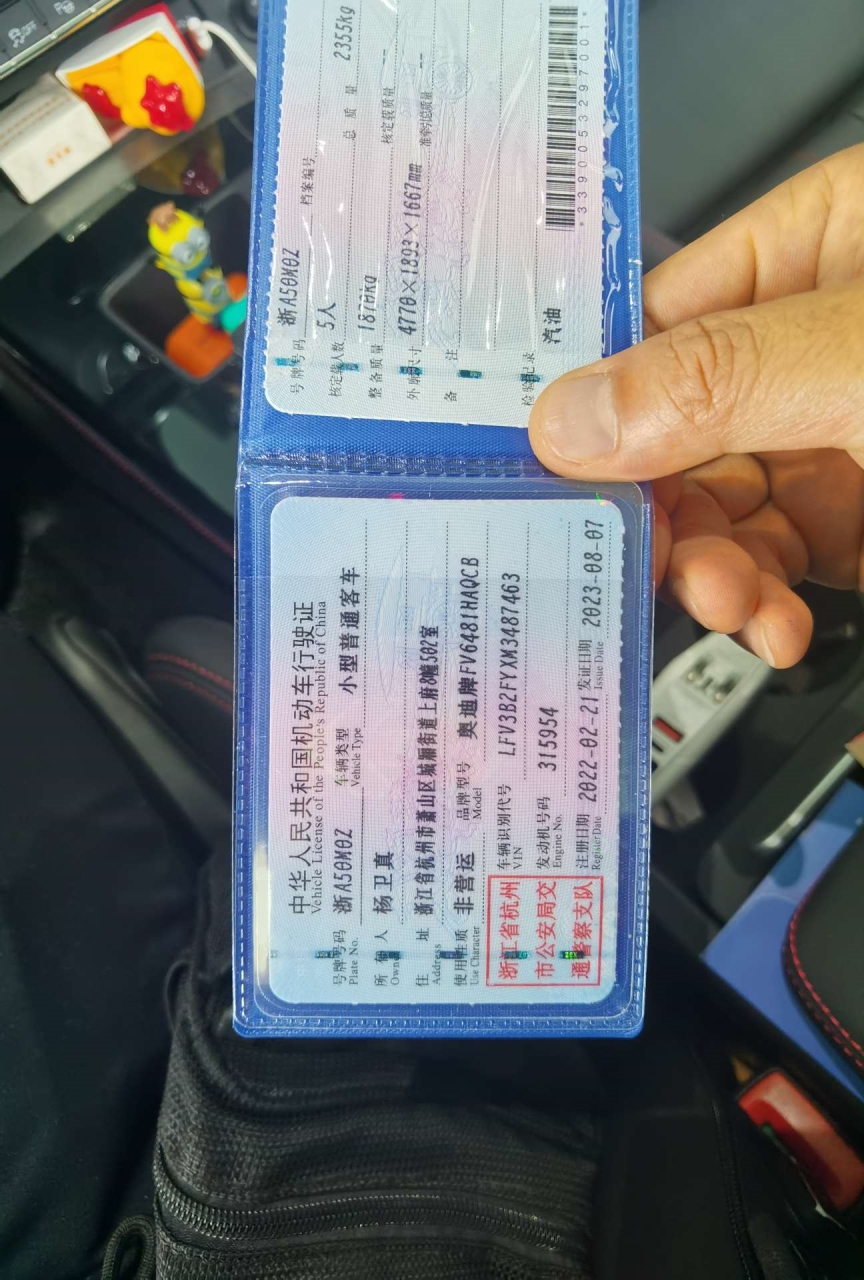 中华人民共和国机动车行驶证
Vehicle License of the People's Republic of China
号牌号码 浙A50M0Z 车辆类型 小型普通客车
Plate No. Vehicle Type
所有人 杨卫真
Owner
住址 浙江省杭州市萧山区城厢街道上府8幢502室
Address
使用性质 非营运 品牌型号 奥迪牌FV6481HAQCB
Use Character Model
浙江省杭州
市公安局交
通警察支队
车辆识别代号 LFV3B2FYXM3487463
VIN
发动机号码 315954
Engine No.
注册日期 2022-02-21 发证日期 2023-08-07
Register Date Issue Date
号牌号码 浙A50M0Z 档案编号
核定载人数 5人 总质量 2355kg
整备质量 1870kg 核定载质量
外廓尺寸 4770×1893×1667mm 准牵引总质量
备注
检验记录 汽油
*3390053297001*